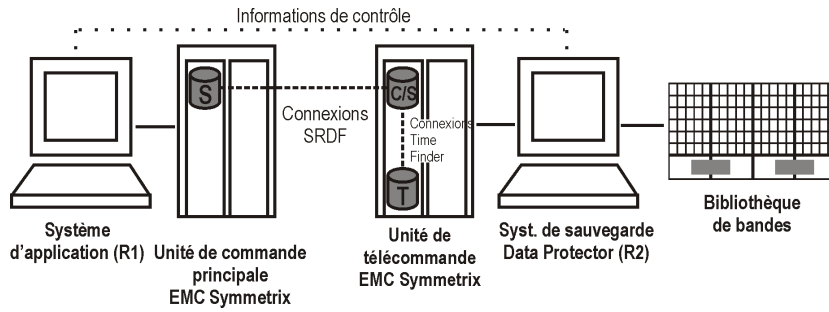 Informations de contrôle
S
C/S
T
Connexions
SRDF
Connexions
Time
Finder
Système
d'application (R1)
Unité de commande
principale
EMC Symmetrix
Unité de
télécommande
EMC Symmetrix
Syst. de sauvegarde
Data Protector (R2)
Bibliothèque
de bandes